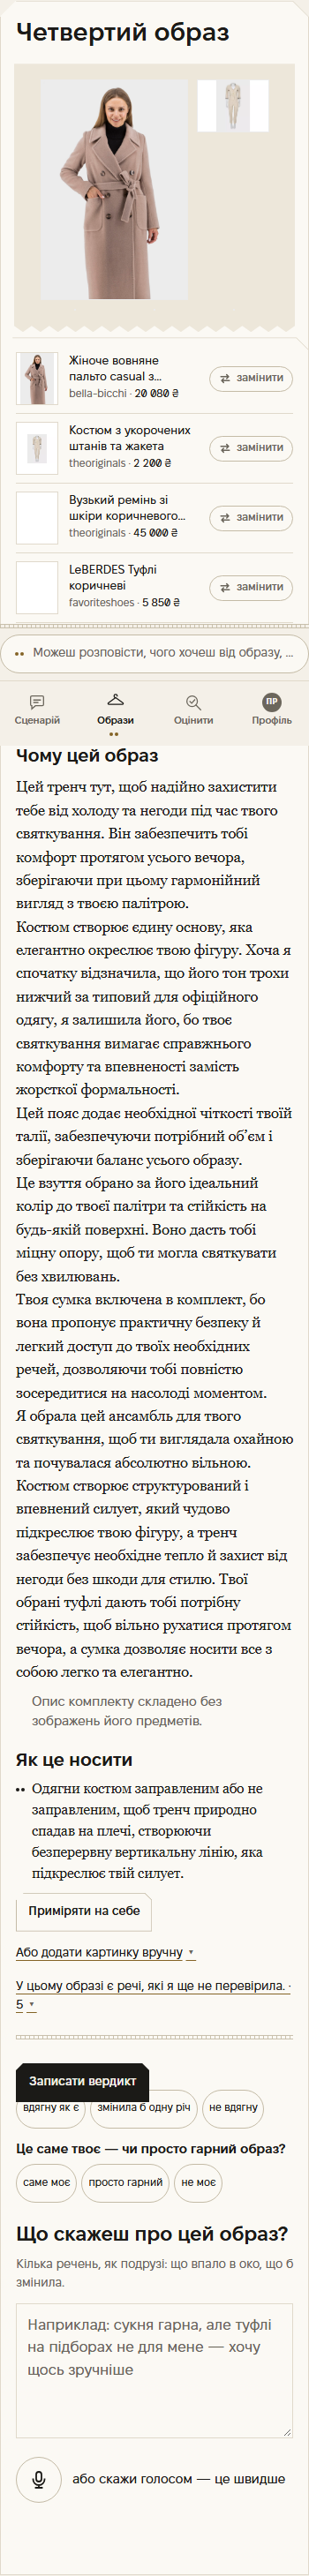 Четвертий образ
Жіноче вовняне
пальто casual з...
bella-bicchi · 20 080 ₴
замінити
Костюм з укорочених
штанів та жакета
theoriginals · 2 200 ₴
замінити
Вузький ремінь зі
шкіри коричневого...
theoriginals · 45 000 ₴
замінити
LeBERDES Туфлі
коричневі
favoriteshoes · 5 850 ₴
замінити
Можеш розповісти, чого хочеш від образу, ...
Сценарій
Образи
Оцінити
ПР
Профіль
Чому цей образ
Цей тренч тут, щоб надійно захистити
тебе від холоду та негоди під час твого
святкування. Він забезпечить тобі
комфорт протягом усього вечора,
зберігаючи при цьому гармонійний
вигляд з твоєю палітрою.
Костюм створює єдину основу, яка
елегантно окреслює твою фігуру. Хоча я
спочатку відзначила, що його тон трохи
нижчий за типовий для офіційного
одягу, я залишила його, бо твоє
святкування вимагає справжнього
комфорту та впевненості замість
жорсткої формальності.
Цей пояс додає необхідної чіткості твоїй
талії, забезпечуючи потрібний об’єм і
зберігаючи баланс усього образу.
Це взуття обрано за його ідеальний
колір до твоєї палітри та стійкість на
будь-якій поверхні. Воно дасть тобі
міцну опору, щоб ти могла святкувати
без хвилювань.
Твоя сумка включена в комплект, бо
вона пропонує практичну безпеку й
легкий доступ до твоїх необхідних
речей, дозволяючи тобі повністю
зосередитися на насолоді моментом.
Я обрала цей ансамбль для твого
святкування, щоб ти виглядала охайною
та почувалася абсолютно вільною.
Костюм створює структурований і
впевнений силует, який чудово
підкреслює твою фігуру, а тренч
забезпечує необхідне тепло й захист від
негоди без шкоди для стилю. Твої
обрані туфлі дають тобі потрібну
стійкість, щоб вільно рухатися протягом
вечора, а сумка дозволяє носити все з
собою легко та елегантно.
Опис комплекту складено без
зображень його предметів.
Як це носити
Одягни костюм заправленим або не
заправленим, щоб тренч природно
спадав на плечі, створюючи
безперервну вертикальну лінію, яка
підкреслює твій силует.
Приміряти на себе
Або додати картинку вручну
У цьому образі є речі, які я ще не перевірила. ·
5
Записати вердикт
вдягну як є
змінила б одну річ
не вдягну
Це саме твоє — чи просто гарний образ?
саме моє
просто гарний
не моє
Що скажеш про цей образ?
Кілька речень, як подрузі: що впало в око, що б
змінила.
Наприклад: сукня гарна, але туфлі
на підборах не для мене — хочу
щось зручніше
або скажи голосом — це швидше